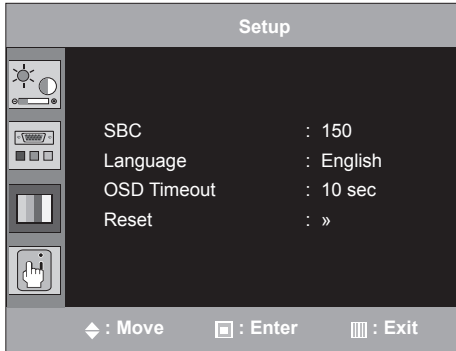 Setup
SBC : 150
Language : English
OSD Timeout : 10 sec
Reset : »
: Move : Enter : Exit